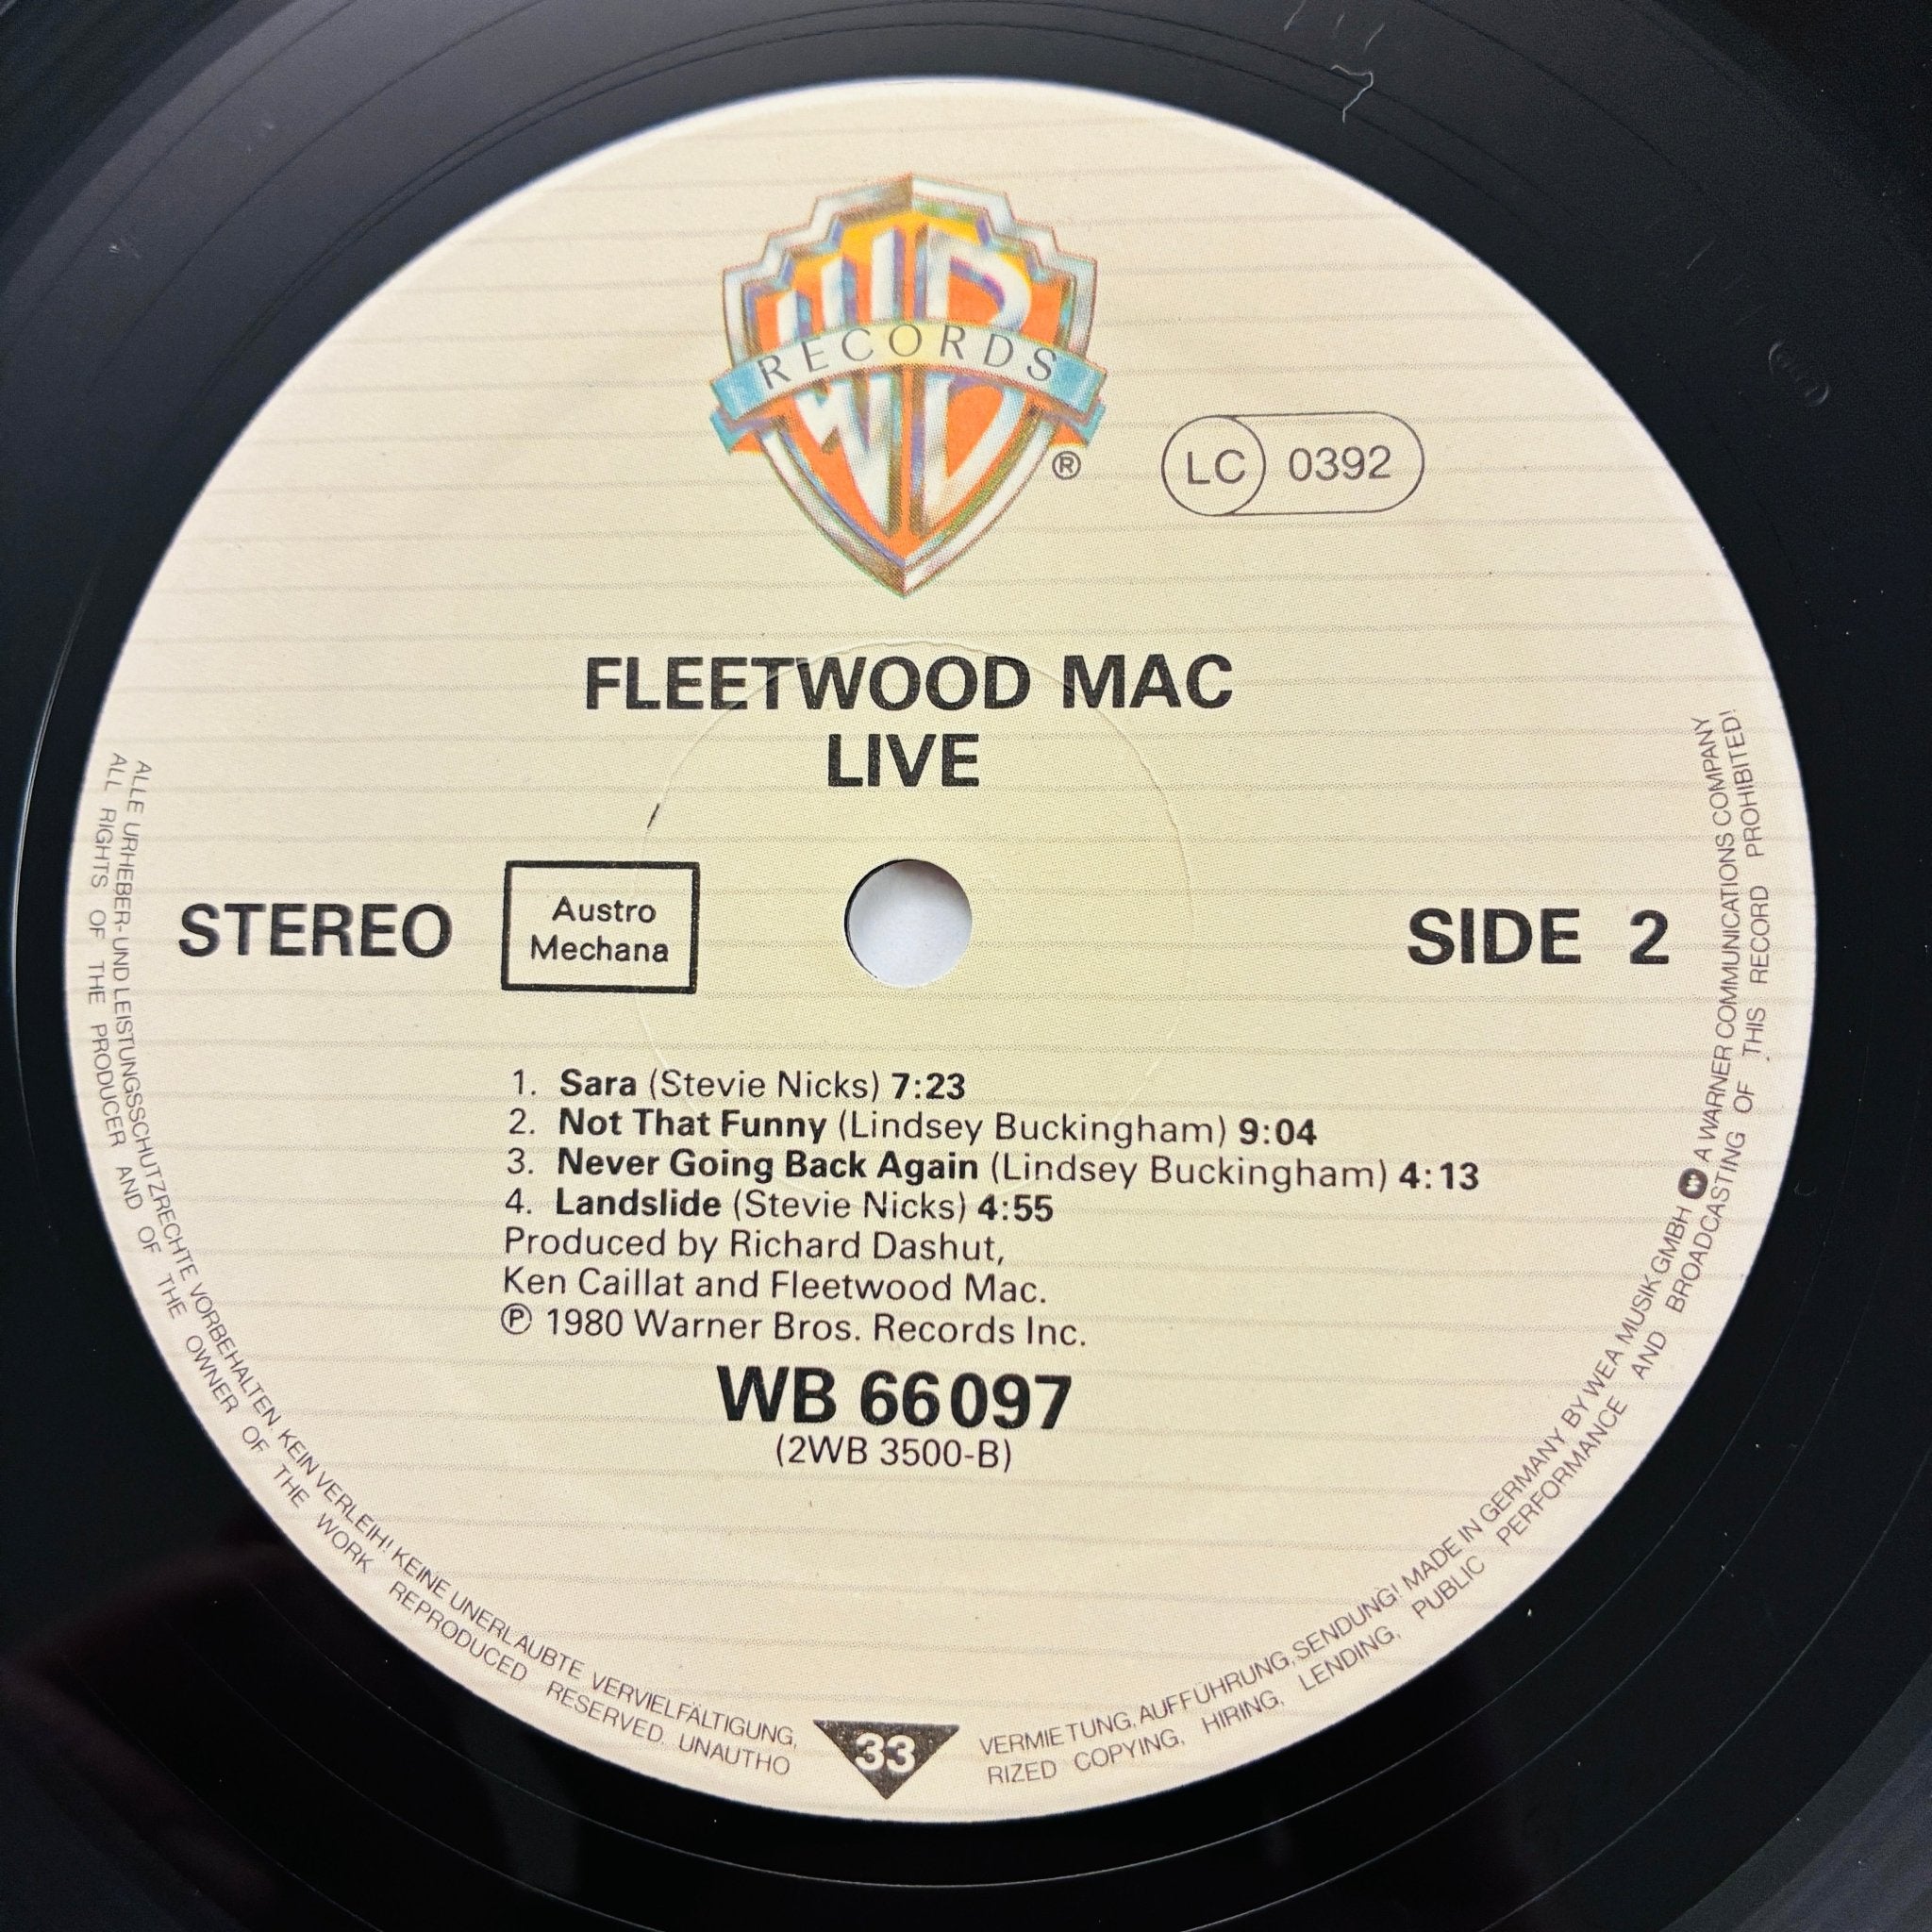 WB
RECORDS
®
LC 0392
FLEETWOOD MAC
LIVE
STEREO
Austro
Mechana
SIDE 2
1. Sara (Stevie Nicks) 7:23
2. Not That Funny (Lindsey Buckingham) 9:04
3. Never Going Back Again (Lindsey Buckingham) 4:13
4. Landslide (Stevie Nicks) 4:55
Produced by Richard Dashut,
Ken Caillat and Fleetwood Mac.
℗ 1980 Warner Bros. Records Inc.
WB 66 097
(2WB 3500-B)
33
ALLE URHEBER- UND LEISTUNGSSCHUTZRECHTE VORBEHALTEN. KEIN VERLEIH! KEINE UNERLAUBTE VERVIELFÄLTIGUNG, VERMIETUNG, AUFFÜHRUNG, SENDUNG! MADE IN GERMANY BY WEA MUSIK GMBH A WARNER COMMUNICATIONS COMPANY
ALL RIGHTS OF THE PRODUCER AND OF THE OWNER OF THE WORK REPRODUCED RESERVED. UNAUTHORIZED COPYING, HIRING, LENDING, PUBLIC PERFORMANCE AND BROADCASTING OF THIS RECORD PROHIBITED!